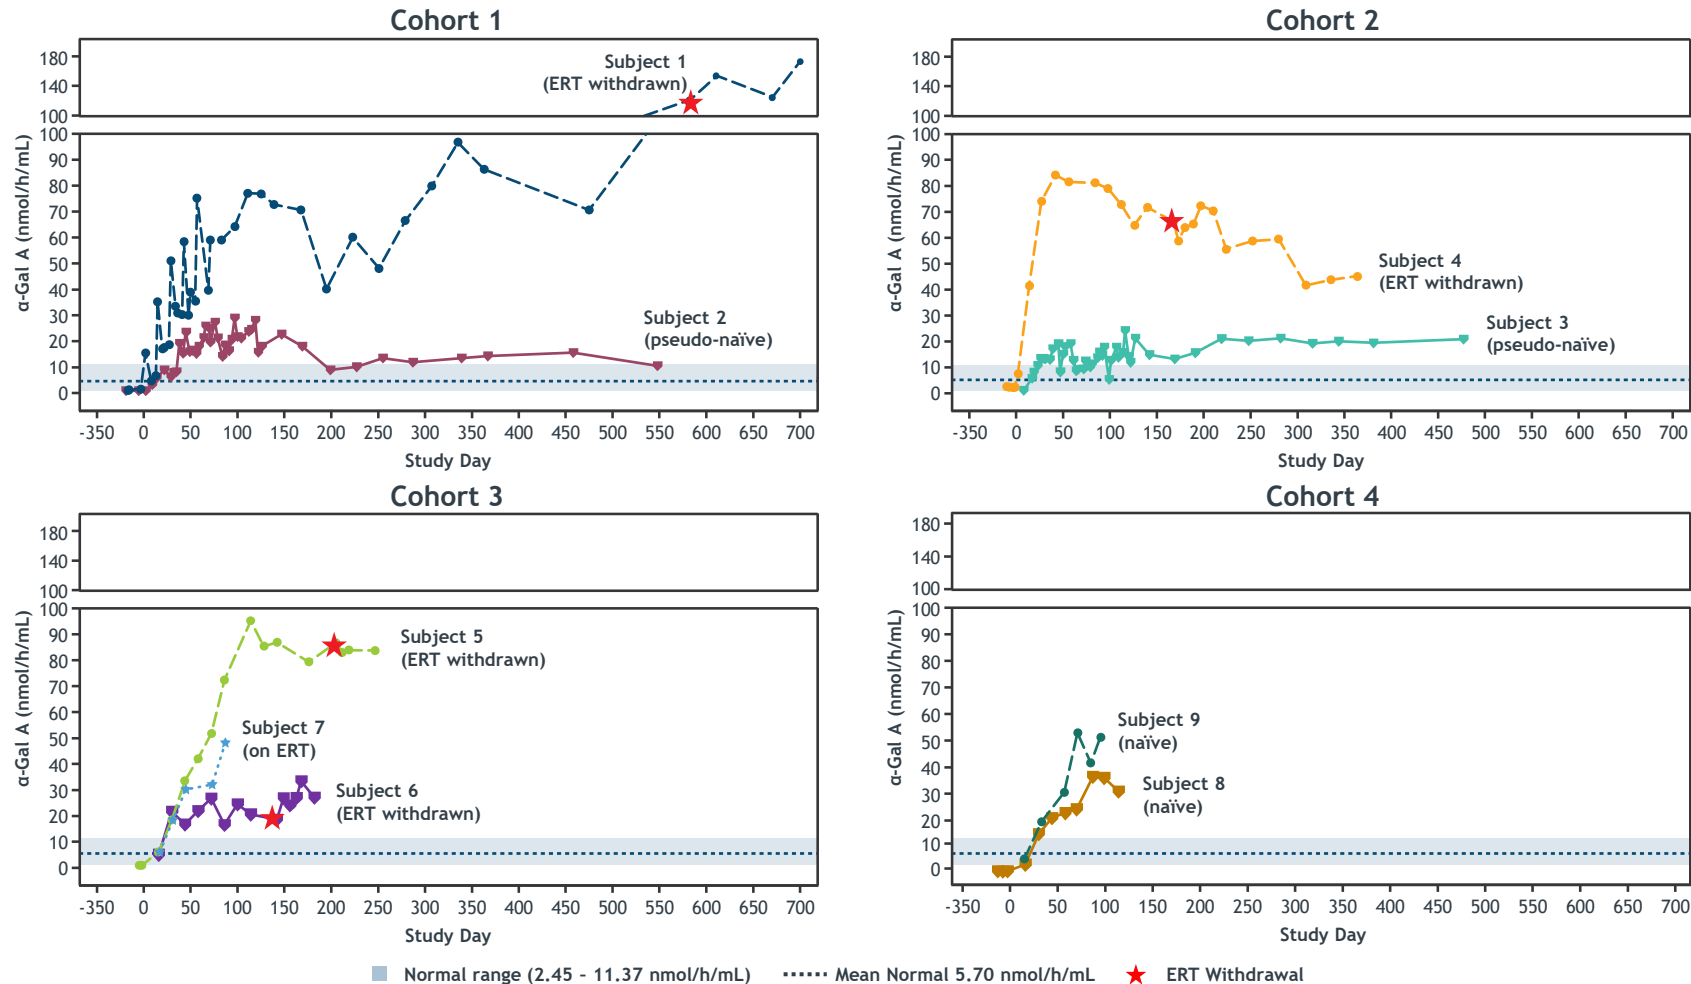 Cohort 1
180
140
100
100
90
80
70
60
50
40
30
20
10
0
α-Gal A (nmol/h/mL)
Subject 1
(ERT withdrawn)
Subject 2
(pseudo-naïve)
-350 0 50 100 150 200 250 300 350 400 450 500 550 600 650 700
Study Day
Cohort 2
180
140
100
100
90
80
70
60
50
40
30
20
10
0
α-Gal A (nmol/h/mL)
Subject 4
(ERT withdrawn)
Subject 3
(pseudo-naïve)
-350 0 50 100 150 200 250 300 350 400 450 500 550 600 650 700
Study Day
Cohort 3
180
140
100
100
90
80
70
60
50
40
30
20
10
0
α-Gal A (nmol/h/mL)
Subject 5
(ERT withdrawn)
Subject 7
(on ERT)
Subject 6
(ERT withdrawn)
-350 0 50 100 150 200 250 300 350 400 450 500 550 600 650 700
Study Day
Cohort 4
180
140
100
100
90
80
70
60
50
40
30
20
10
0
α-Gal A (nmol/h/mL)
Subject 9
(naïve)
Subject 8
(naïve)
-350 0 50 100 150 200 250 300 350 400 450 500 550 600 650 700
Study Day
Normal range (2.45 - 11.37 nmol/h/mL) Mean Normal 5.70 nmol/h/mL ERT Withdrawal